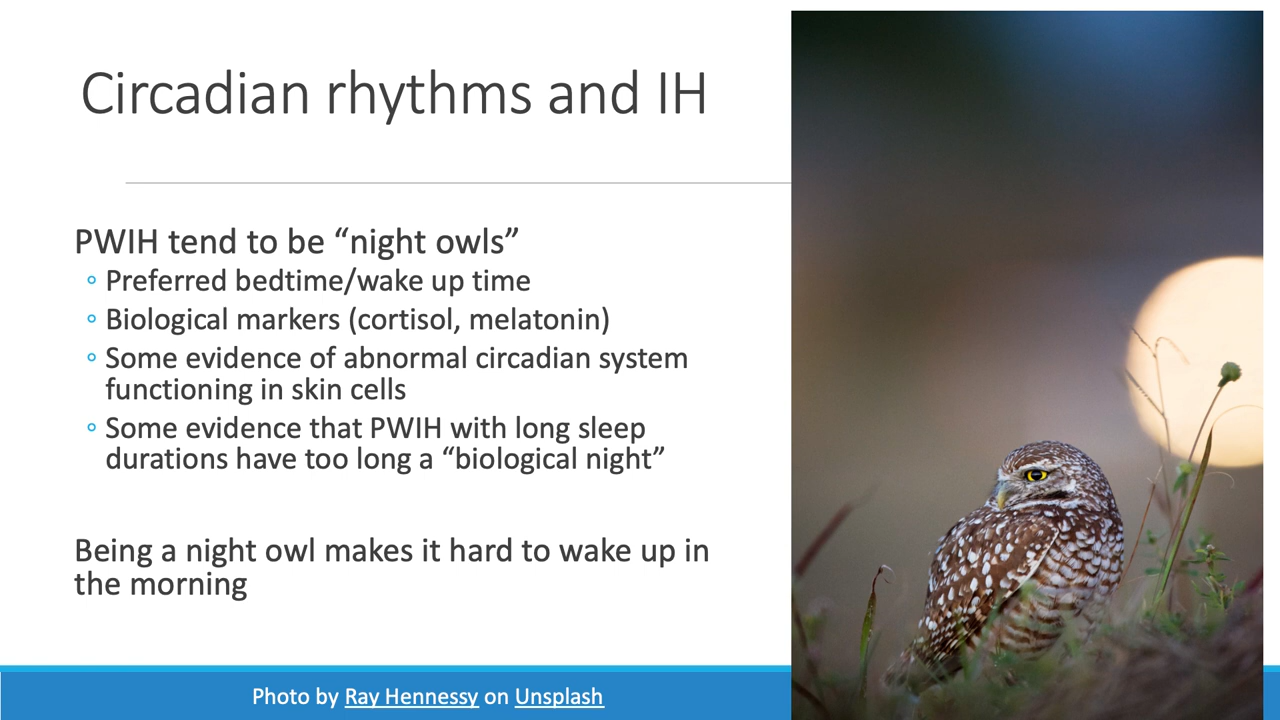 Circadian rhythms and IH
PWIH tend to be “night owls”
◦ Preferred bedtime/wake up time
◦ Biological markers (cortisol, melatonin)
◦ Some evidence of abnormal circadian system
functioning in skin cells
◦ Some evidence that PWIH with long sleep
durations have too long a “biological night”
Being a night owl makes it hard to wake up in
the morning
Photo by Ray Hennessy on Unsplash